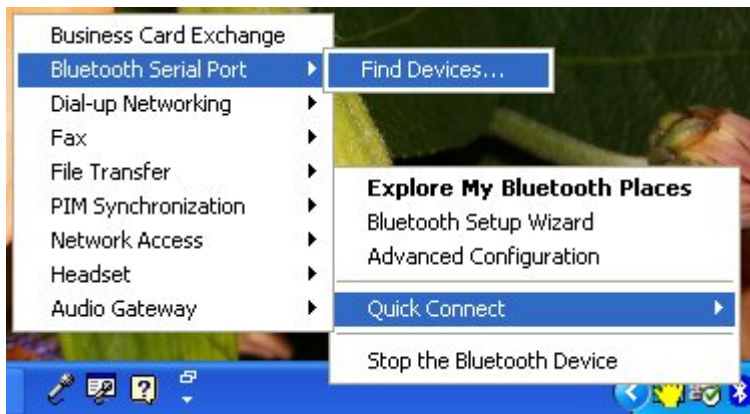 Business Card Exchange
Bluetooth Serial Port
Dial-up Networking
Fax
File Transfer
PIM Synchronization
Network Access
Headset
Audio Gateway
Find Devices...
Explore My Bluetooth Places
Bluetooth Setup Wizard
Advanced Configuration
Quick Connect
Stop the Bluetooth Device